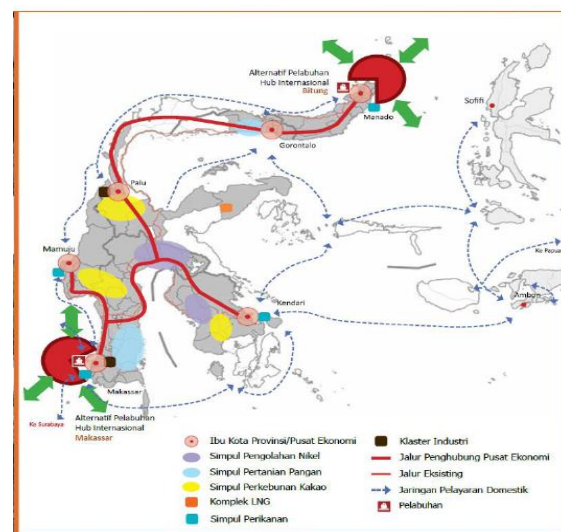 Alternatif Pelabuhan
Hub Internasional
Bitung
Manado
Sofifi
Gorontalo
Palu
Mamuju
Ke Papua
Ambon
Kendari
Makassar
Ke Surabaya
Alternatif Pelabuhan
Hub Internasional
Makassar
Ibu Kota Provinsi/Pusat Ekonomi
Simpul Pengolahan Nikel
Simpul Pertanian Pangan
Simpul Perkebunan Kakao
Komplek LNG
Simpul Perikanan
Klaster Industri
Jalur Penghubung Pusat Ekonomi
Jalur Eksisting
Jaringan Pelayaran Domestik
Pelabuhan